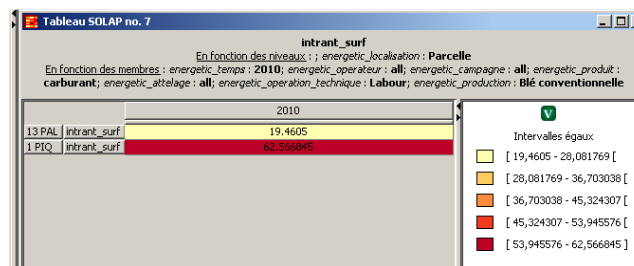 Tableau SOLAP no. 7
intrant_surf
En fonction des niveaux : ; energetic_localisation : Parcelle
En fonction des membres : energetic_temps : 2010; energetic_operateur : all; energetic_campagne : all; energetic_produit :
carburant; energetic_attelage : all; energetic_operation_technique : Labour; energetic_production : Blé conventionnelle
2010
13 PAL intrant_surf 19.4605
1 PIQ intrant_surf 62.566845
V
Intervalles égaux
[ 19,4605 - 28,081769 [
[ 28,081769 - 36,703038 [
[ 36,703038 - 45,324307 [
[ 45,324307 - 53,945576 [
[ 53,945576 - 62,566845 ]